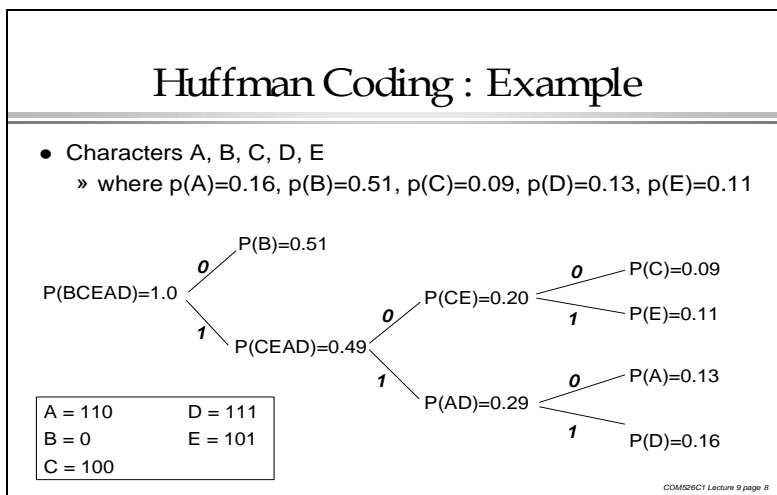 Huffman Coding : Example
● Characters A, B, C, D, E
» where p(A)=0.16, p(B)=0.51, p(C)=0.09, p(D)=0.13, p(E)=0.11
P(B)=0.51
0
P(BCEAD)=1.0
1
P(CEAD)=0.49
0
P(CE)=0.20
0
P(C)=0.09
1
P(E)=0.11
1
P(AD)=0.29
0
P(A)=0.13
1
P(D)=0.16
A = 110 D = 111
B = 0 E = 101
C = 100
COM526C1 Lecture 9 page 8